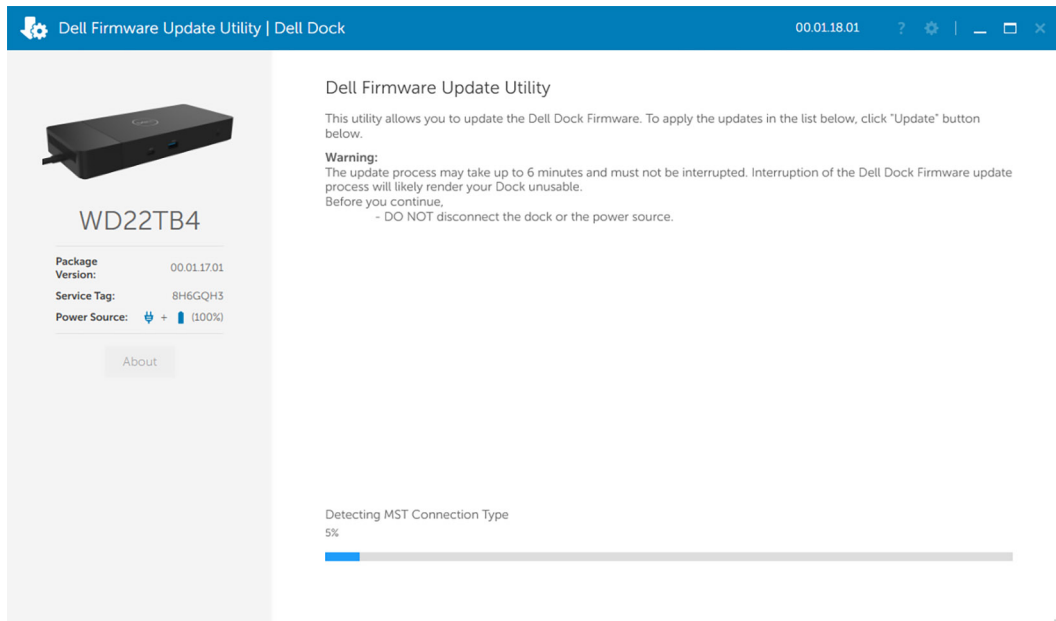 Dell Firmware Update Utility | Dell Dock
00.01.18.01
?
Dell Firmware Update Utility
This utility allows you to update the Dell Dock Firmware. To apply the updates in the list below, click "Update" button
below.
Warning:
The update process may take up to 6 minutes and must not be interrupted. Interruption of the Dell Dock Firmware update
process will likely render your Dock unusable.
Before you continue,
- DO NOT disconnect the dock or the power source.
WD22TB4
Package
Version:
00.01.17.01
Service Tag:
8H6GQH3
Power Source: + (100%)
About
Detecting MST Connection Type
5%